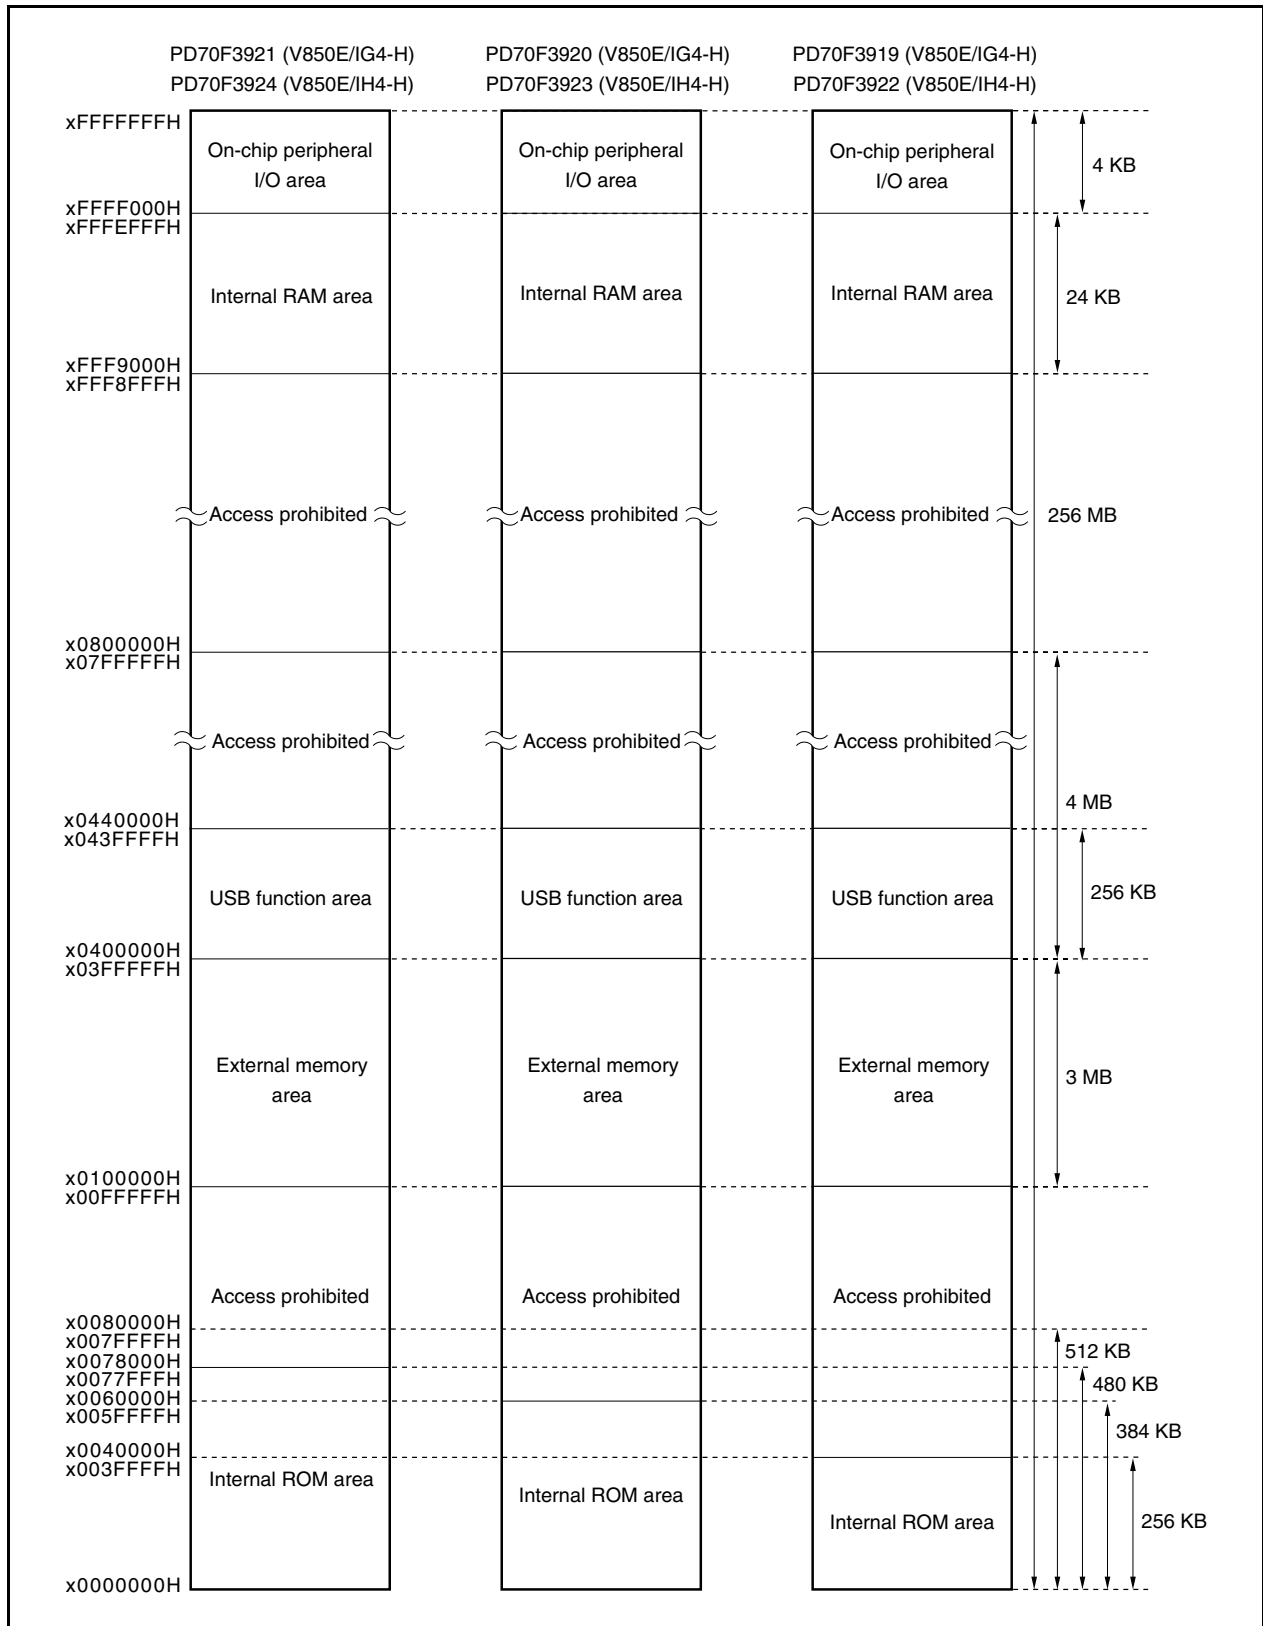 PD70F3921 (V850E/IG4-H) PD70F3920 (V850E/IG4-H) PD70F3919 (V850E/IG4-H)
PD70F3924 (V850E/IH4-H) PD70F3923 (V850E/IH4-H) PD70F3922 (V850E/IH4-H)
xFFFFFFFH
On-chip peripheral On-chip peripheral On-chip peripheral
I/O area I/O area I/O area
4 KB
xFFFF000H
xFFFEFFFH
Internal RAM area Internal RAM area Internal RAM area 24 KB
xFFF9000H
xFFF8FFFH
Access prohibited Access prohibited Access prohibited 256 MB
x0800000H
x07FFFFFH
Access prohibited Access prohibited Access prohibited
4 MB
x0440000H
x043FFFFH
USB function area USB function area USB function area 256 KB
x0400000H
x03FFFFFH
External memory External memory External memory
area area area
3 MB
x0100000H
x00FFFFFH
Access prohibited Access prohibited Access prohibited
x0080000H
x007FFFFH
512 KB
x0078000H
x0077FFFH
480 KB
x0060000H
x005FFFFH
384 KB
x0040000H
x003FFFFH
Internal ROM area Internal ROM area Internal ROM area
256 KB
x0000000H